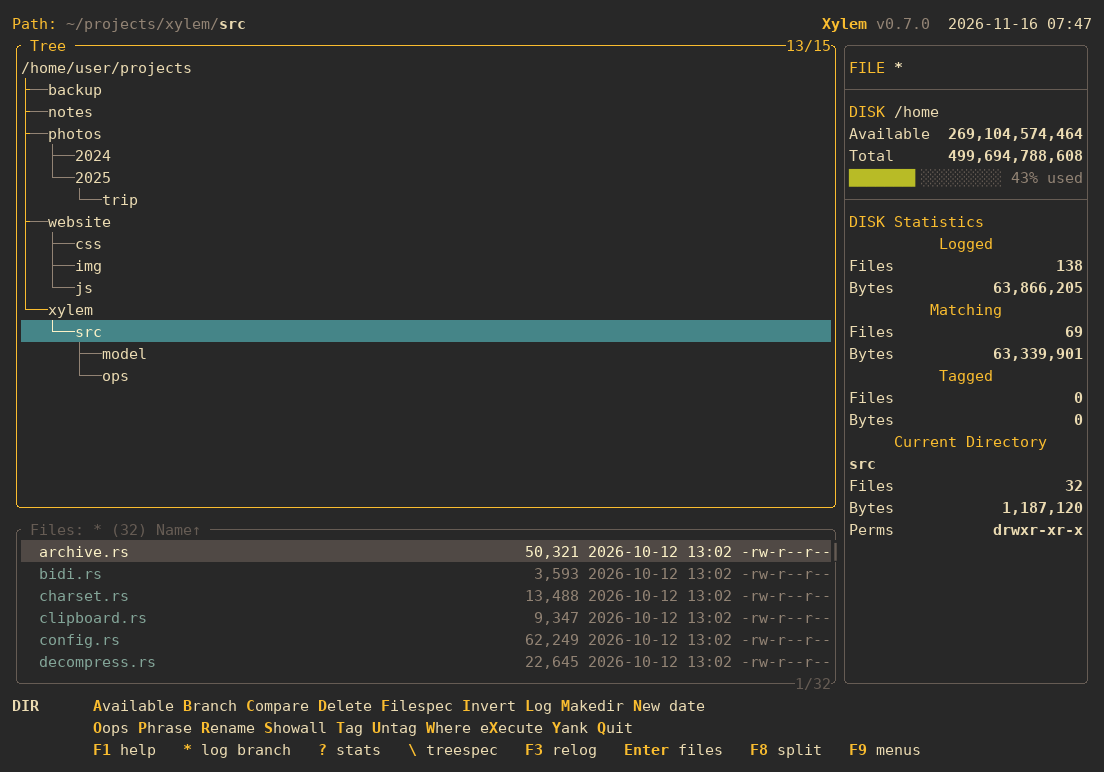 Path: ~/projects/xylem/src Xylem v0.7.0 2026-11-16 07:47
Tree 13/15
/home/user/projects
backup
notes
photos
2024
2025
trip
website
css
img
js
xylem
src
model
ops
Files: * (32) Name↑
archive.rs 50,321 2026-10-12 13:02 -rw-r--r--
bidi.rs 3,593 2026-10-12 13:02 -rw-r--r--
charset.rs 13,488 2026-10-12 13:02 -rw-r--r--
clipboard.rs 9,347 2026-10-12 13:02 -rw-r--r--
config.rs 62,249 2026-10-12 13:02 -rw-r--r--
decompress.rs 22,645 2026-10-12 13:02 -rw-r--r--
1/32
FILE *
DISK /home
Available 269,104,574,464
Total 499,694,788,608
43% used
DISK Statistics
Logged
Files 138
Bytes 63,866,205
Matching
Files 69
Bytes 63,339,901
Tagged
Files 0
Bytes 0
Current Directory
src
Files 32
Bytes 1,187,120
Perms drwxr-xr-x
DIR Available Branch Compare Delete Filespec Invert Log Makedir New date
Oops Phrase Rename Showall Tag Untag Where eXecute Yank Quit
F1 help * log branch ? stats \ treespec F3 relog Enter files F8 split F9 menus